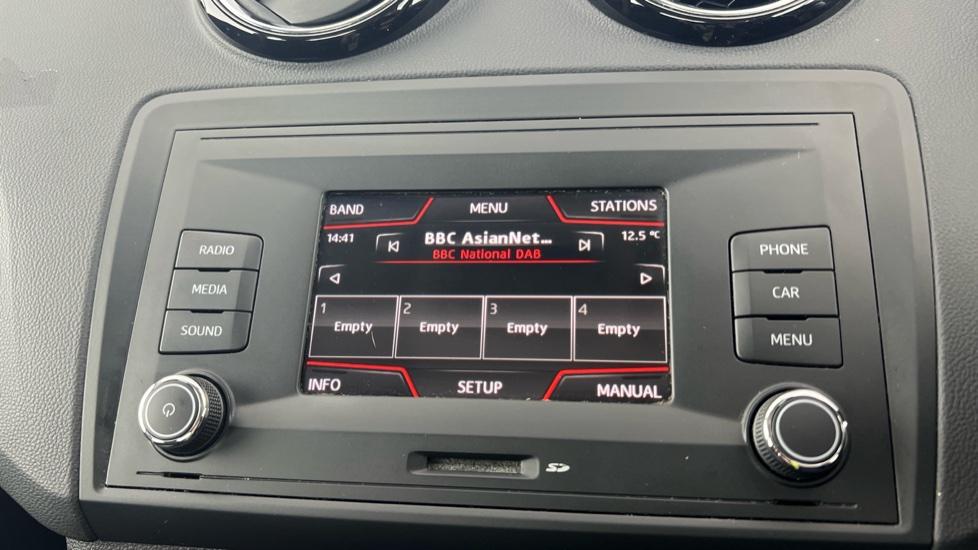 BAND MENU STATIONS
14:41 BBC AsianNet... 12.5 °C
BBC National DAB
RADIO
MEDIA
SOUND
1 2 3 4
Empty Empty Empty Empty
INFO SETUP MANUAL
PHONE
CAR
MENU
SD